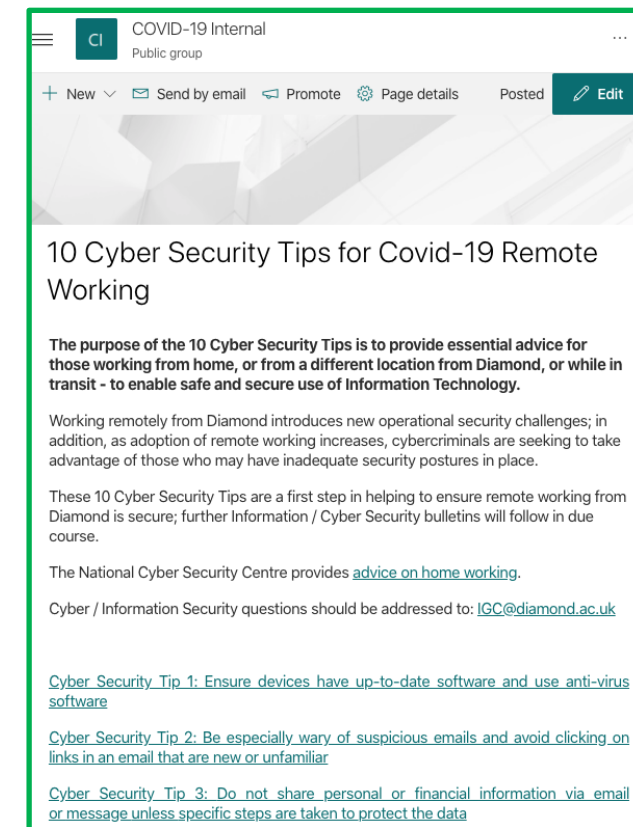 CI
COVID-19 Internal
...
Public group
New Send by email Promote Page details Posted Edit
10 Cyber Security Tips for Covid-19 Remote
Working
The purpose of the 10 Cyber Security Tips is to provide essential advice for
those working from home, or from a different location from Diamond, or while in
transit - to enable safe and secure use of Information Technology.
Working remotely from Diamond introduces new operational security challenges; in
addition, as adoption of remote working increases, cybercriminals are seeking to take
advantage of those who may have inadequate security postures in place.
These 10 Cyber Security Tips are a first step in helping to ensure remote working from
Diamond is secure; further Information / Cyber Security bulletins will follow in due
course.
The National Cyber Security Centre provides advice on home working.
Cyber / Information Security questions should be addressed to: IGC@diamond.ac.uk
Cyber Security Tip 1: Ensure devices have up-to-date software and use anti-virus
software
Cyber Security Tip 2: Be especially wary of suspicious emails and avoid clicking on
links in an email that are new or unfamiliar
Cyber Security Tip 3: Do not share personal or financial information via email
or message unless specific steps are taken to protect the data